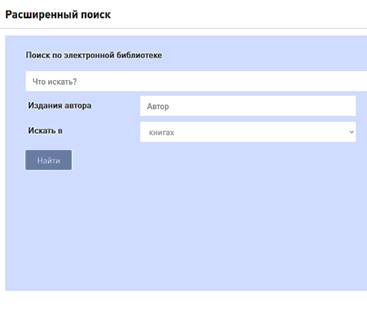 Расширенный поиск
Поиск по электронной библиотеке
Что искать?
Издания автора
Автор
Искать в
книгах
Найти